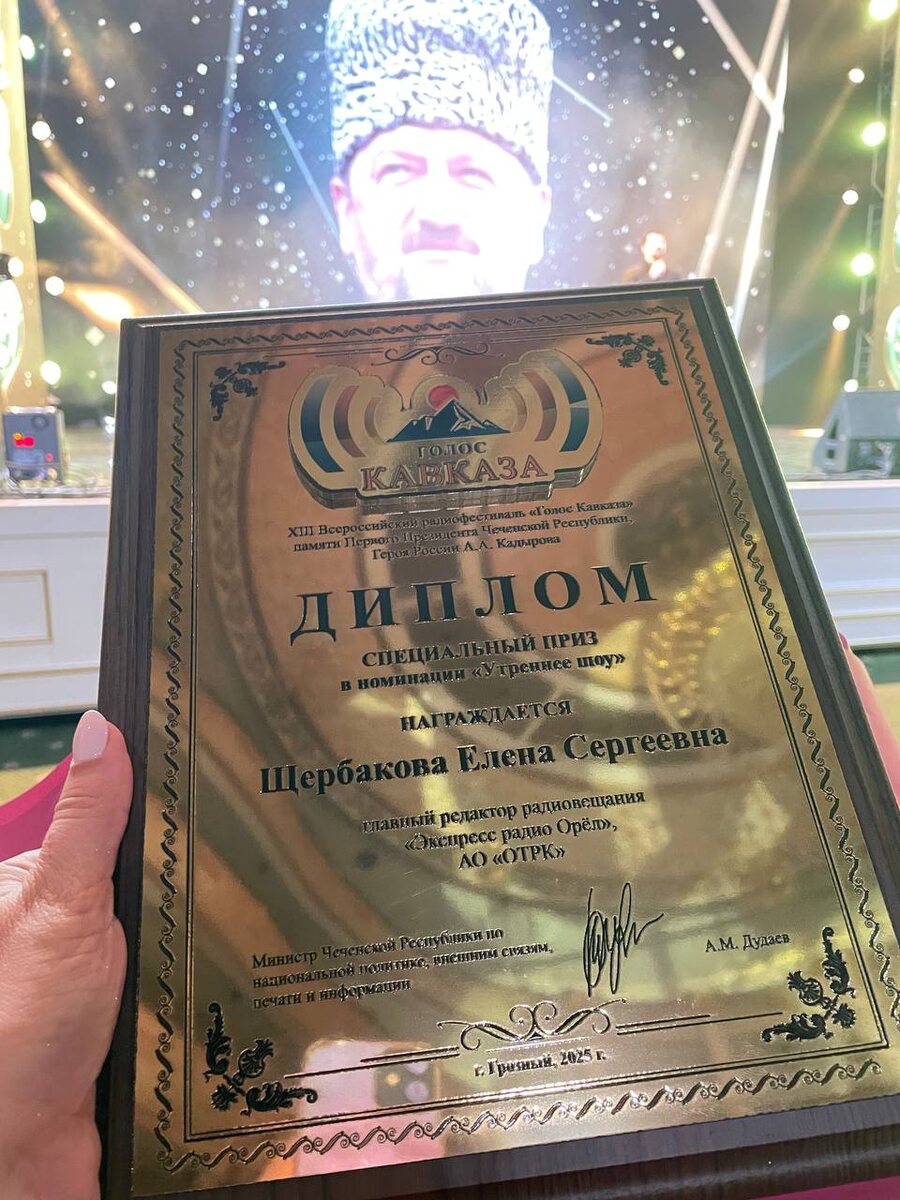 ГОЛОС
КАВКАЗА
XIII Всероссийский радиофестиваль «Голос Кавказа»
памяти Первого Президента Чеченской Республики,
Героя России А.А. Кадырова
ДИПЛОМ
СПЕЦИАЛЬНЫЙ ПРИЗ
в номинации «Утреннее шоу»
НАГРАЖДАЕТСЯ
Щербакова Елена Сергеевна
главный редактор радиовещания
«Экспресс радио Орёл»,
АО «ОТРК»
Министр Чеченской Республики по
национальной политике, внешним связям,
печати и информации
А.М. Дудаев
г. Грозный, 2025 г.